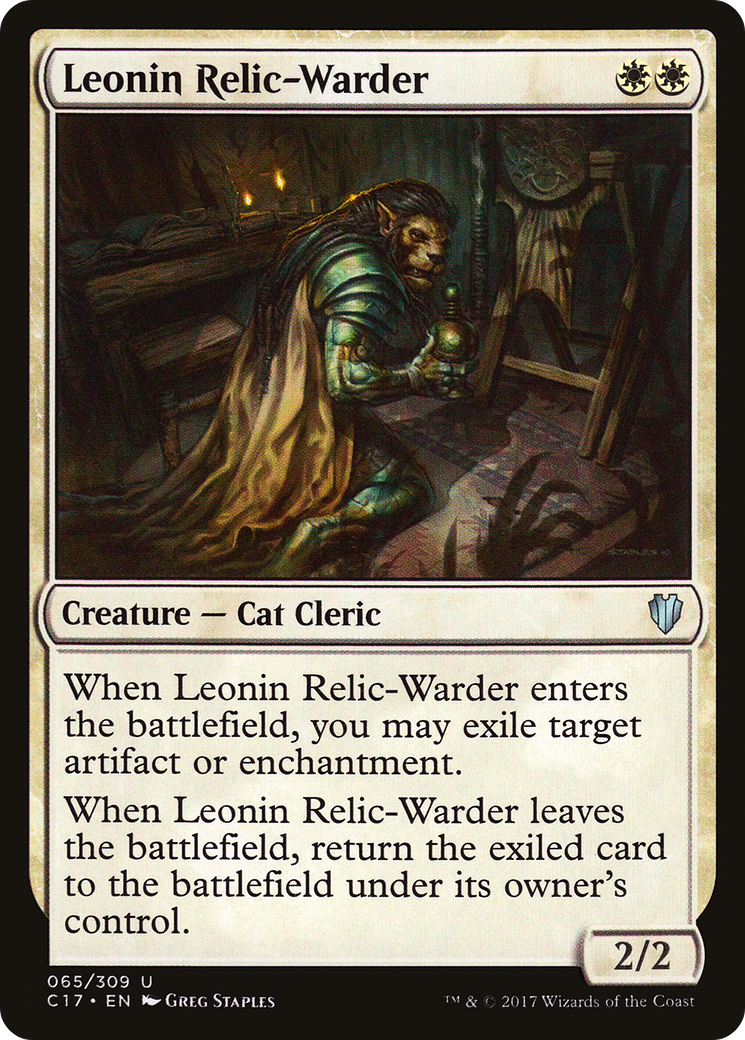 Leonin Relic-Warder
STAPLES 10
Creature — Cat Cleric
When Leonin Relic-Warder enters
the battlefield, you may exile target
artifact or enchantment.
When Leonin Relic-Warder leaves
the battlefield, return the exiled card
to the battlefield under its owner's
control.
2/2
065/309 U
C17 • EN Greg Staples
™ & © 2017 Wizards of the Coast